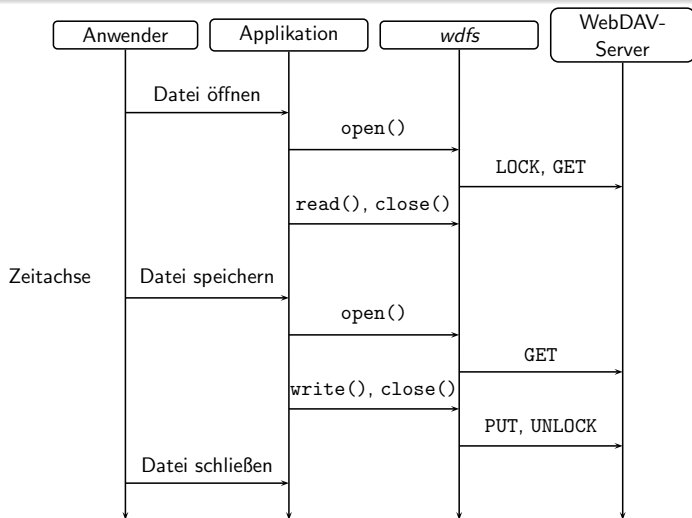 Anwender
Applikation
wdfs
WebDAV-
Server
Datei öffnen
open()
LOCK, GET
read(), close()
Zeitachse
Datei speichern
open()
GET
write(), close()
PUT, UNLOCK
Datei schließen